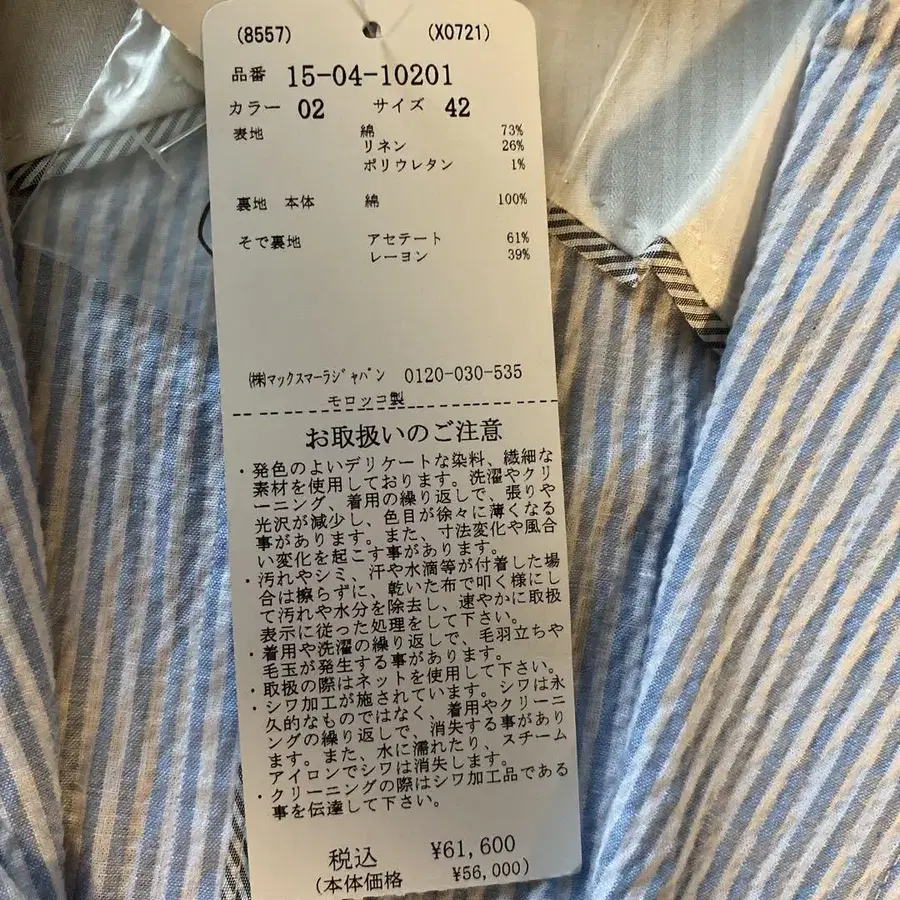 (8557) (X0721)
品番 15-04-10201
カラー 02 サイズ 42
表地 綿 73%
リネン 26%
ポリウレタン 1%
裏地 本体 綿 100%
そで裏地 アセテート 61%
レーヨン 39%
㈱マックスマーラジャパン 0120-030-535
モロッコ製
お取扱いのご注意
・発色のよいデリケートな染料、繊細な
素材を使用しております。洗濯やクリ
ーニング、着用の繰り返しで、張りや
光沢が減少し、色目が徐々に薄くなる
事があります。また、寸法変化や風合
い変化を起こす事があります。
・汚れやシミ、汗や水滴等が付着した場
合は擦らずに、乾いた布で叩く様にし
て汚れや水分を除去し、速やかに取扱
表示に従った処理をして下さい。
・着用や洗濯の繰り返しで、毛羽立ちや
毛玉が発生する事があります。
・取扱の際はネットを使用して下さい。
・シワ加工が施されています。シワは永
久的なものではなく、着用やクリーニ
ングの繰り返しで、消失する事があり
ます。また、水に濡れたり、スチーム
アイロンでシワは消失します。
・クリーニングの際はシワ加工品である
事を伝達して下さい。
税込 ¥61,600
(本体価格 ¥56,000)